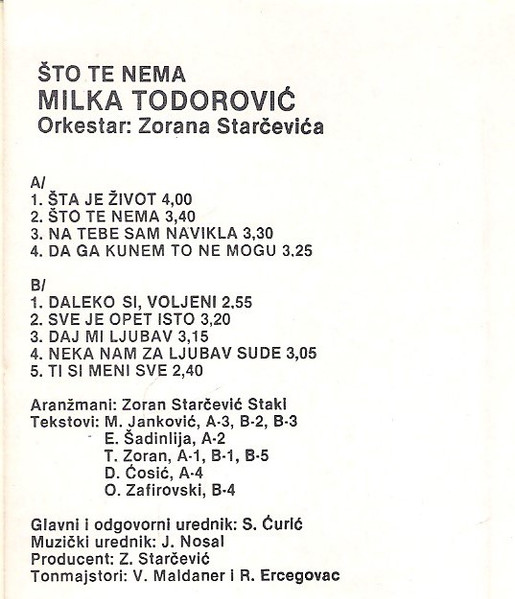 ŠTO TE NEMA
MILKA TODOROVIĆ
Orkestar: Zorana Starčevića
A/
1. ŠTA JE ŽIVOT 4,00
2. ŠTO TE NEMA 3,40
3. NA TEBE SAM NAVIKLA 3,30
4. DA GA KUNEM TO NE MOGU 3.25
B/
1. DALEKO SI, VOLJENI 2,55
2. SVE JE OPET ISTO 3,20
3. DAJ MI LJUBAV 3,15
4. NEKA NAM ZA LJUBAV SUDE 3,05
5. TI SI MENI SVE 2,40
Aranžmani: Zoran Starčević Staki
Tekstovi: M. Janković, A-3, B-2, B-3
E. Šadinlija, A-2
T. Zoran, A-1, B-1, B-5
D. Ćosić, A-4
O. Zafirovski, B-4
Glavni i odgovorni urednik: S. Ćurić
Muzički urednik: J. Nosal
Producent: Z. Starčević
Tonmajstori: V. Maldaner i R. Ercegovac